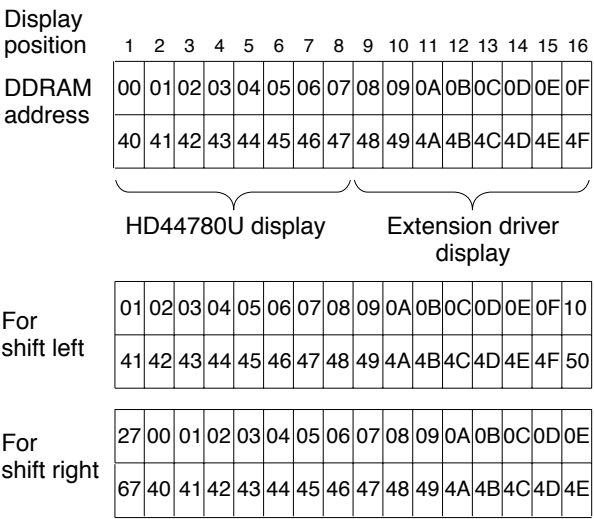 Display
position 1 2 3 4 5 6 7 8 9 10 11 12 13 14 15 16
DDRAM
address
00 01 02 03 04 05 06 07 08 09 0A 0B 0C 0D 0E 0F
40 41 42 43 44 45 46 47 48 49 4A 4B 4C 4D 4E 4F
HD44780U display
Extension driver
display
For
shift left
01 02 03 04 05 06 07 08 09 0A 0B 0C 0D 0E 0F 10
41 42 43 44 45 46 47 48 49 4A 4B 4C 4D 4E 4F 50
For
shift right
27 00 01 02 03 04 05 06 07 08 09 0A 0B 0C 0D 0E
67 40 41 42 43 44 45 46 47 48 49 4A 4B 4C 4D 4E